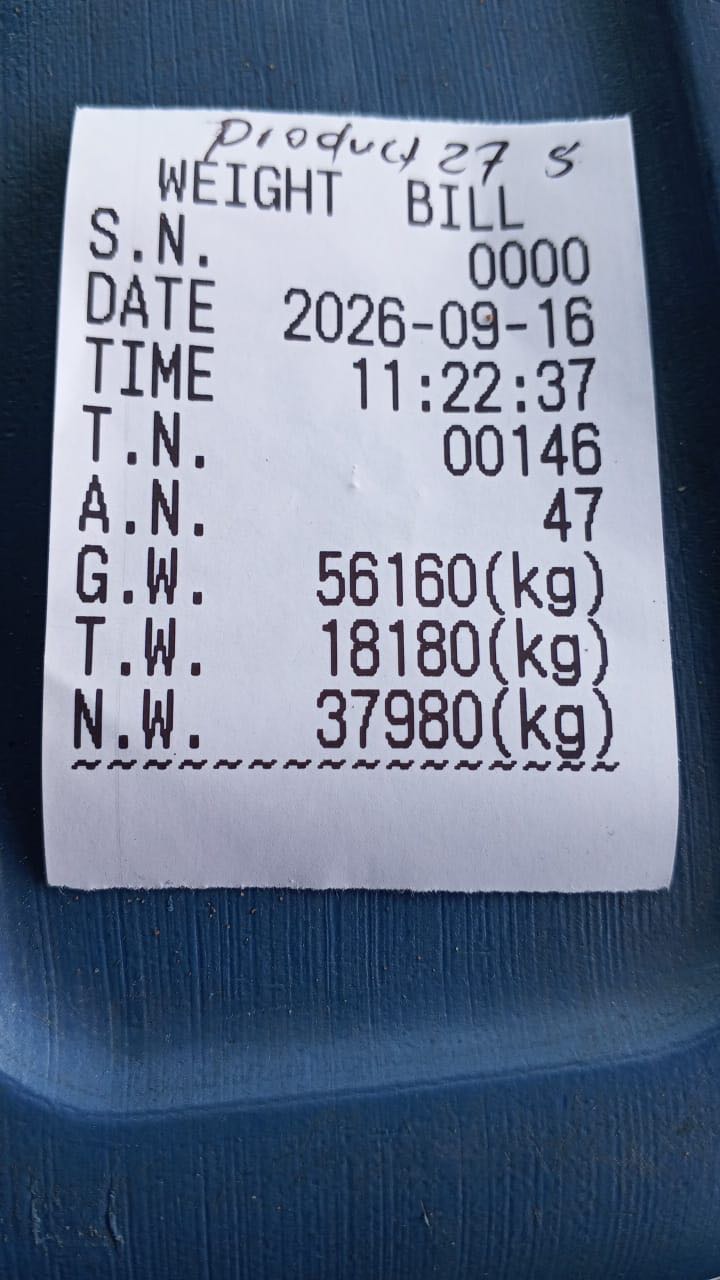 Product 27 S
WEIGHT BILL
S.N. 0000
DATE 2026-09-16
TIME 11:22:37
T.N. 00146
A.N. 47
G.W. 56160(kg)
T.W. 18180(kg)
N.W. 37980(kg)